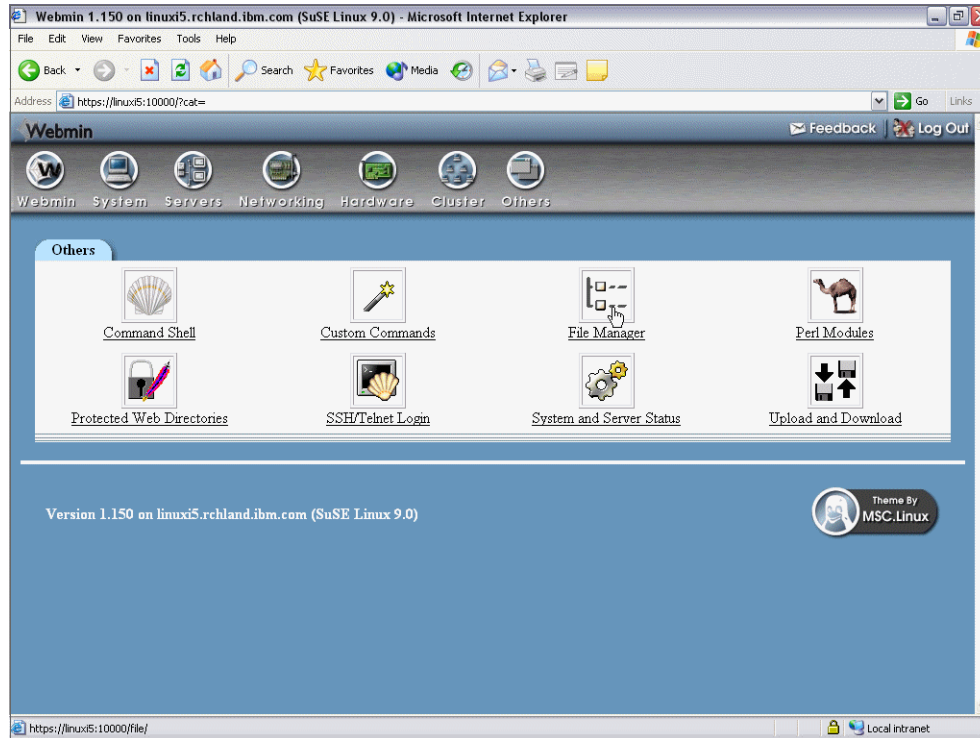 Webmin 1.150 on linuxi5.rchland.ibm.com (SuSE Linux 9.0) - Microsoft Internet Explorer
File Edit View Favorites Tools Help
Back Search Favorites Media
Address https://linuxi5:10000/?cat= Go Links
Webmin Feedback Log Out
Webmin System Servers Networking Hardware Cluster Others
Others
Command Shell Custom Commands File Manager Perl Modules
Protected Web Directories SSH/Telnet Login System and Server Status Upload and Download
Version 1.150 on linuxi5.rchland.ibm.com (SuSE Linux 9.0)
Theme By
MSC.Linux
https://linuxi5:10000/file/ Local intranet